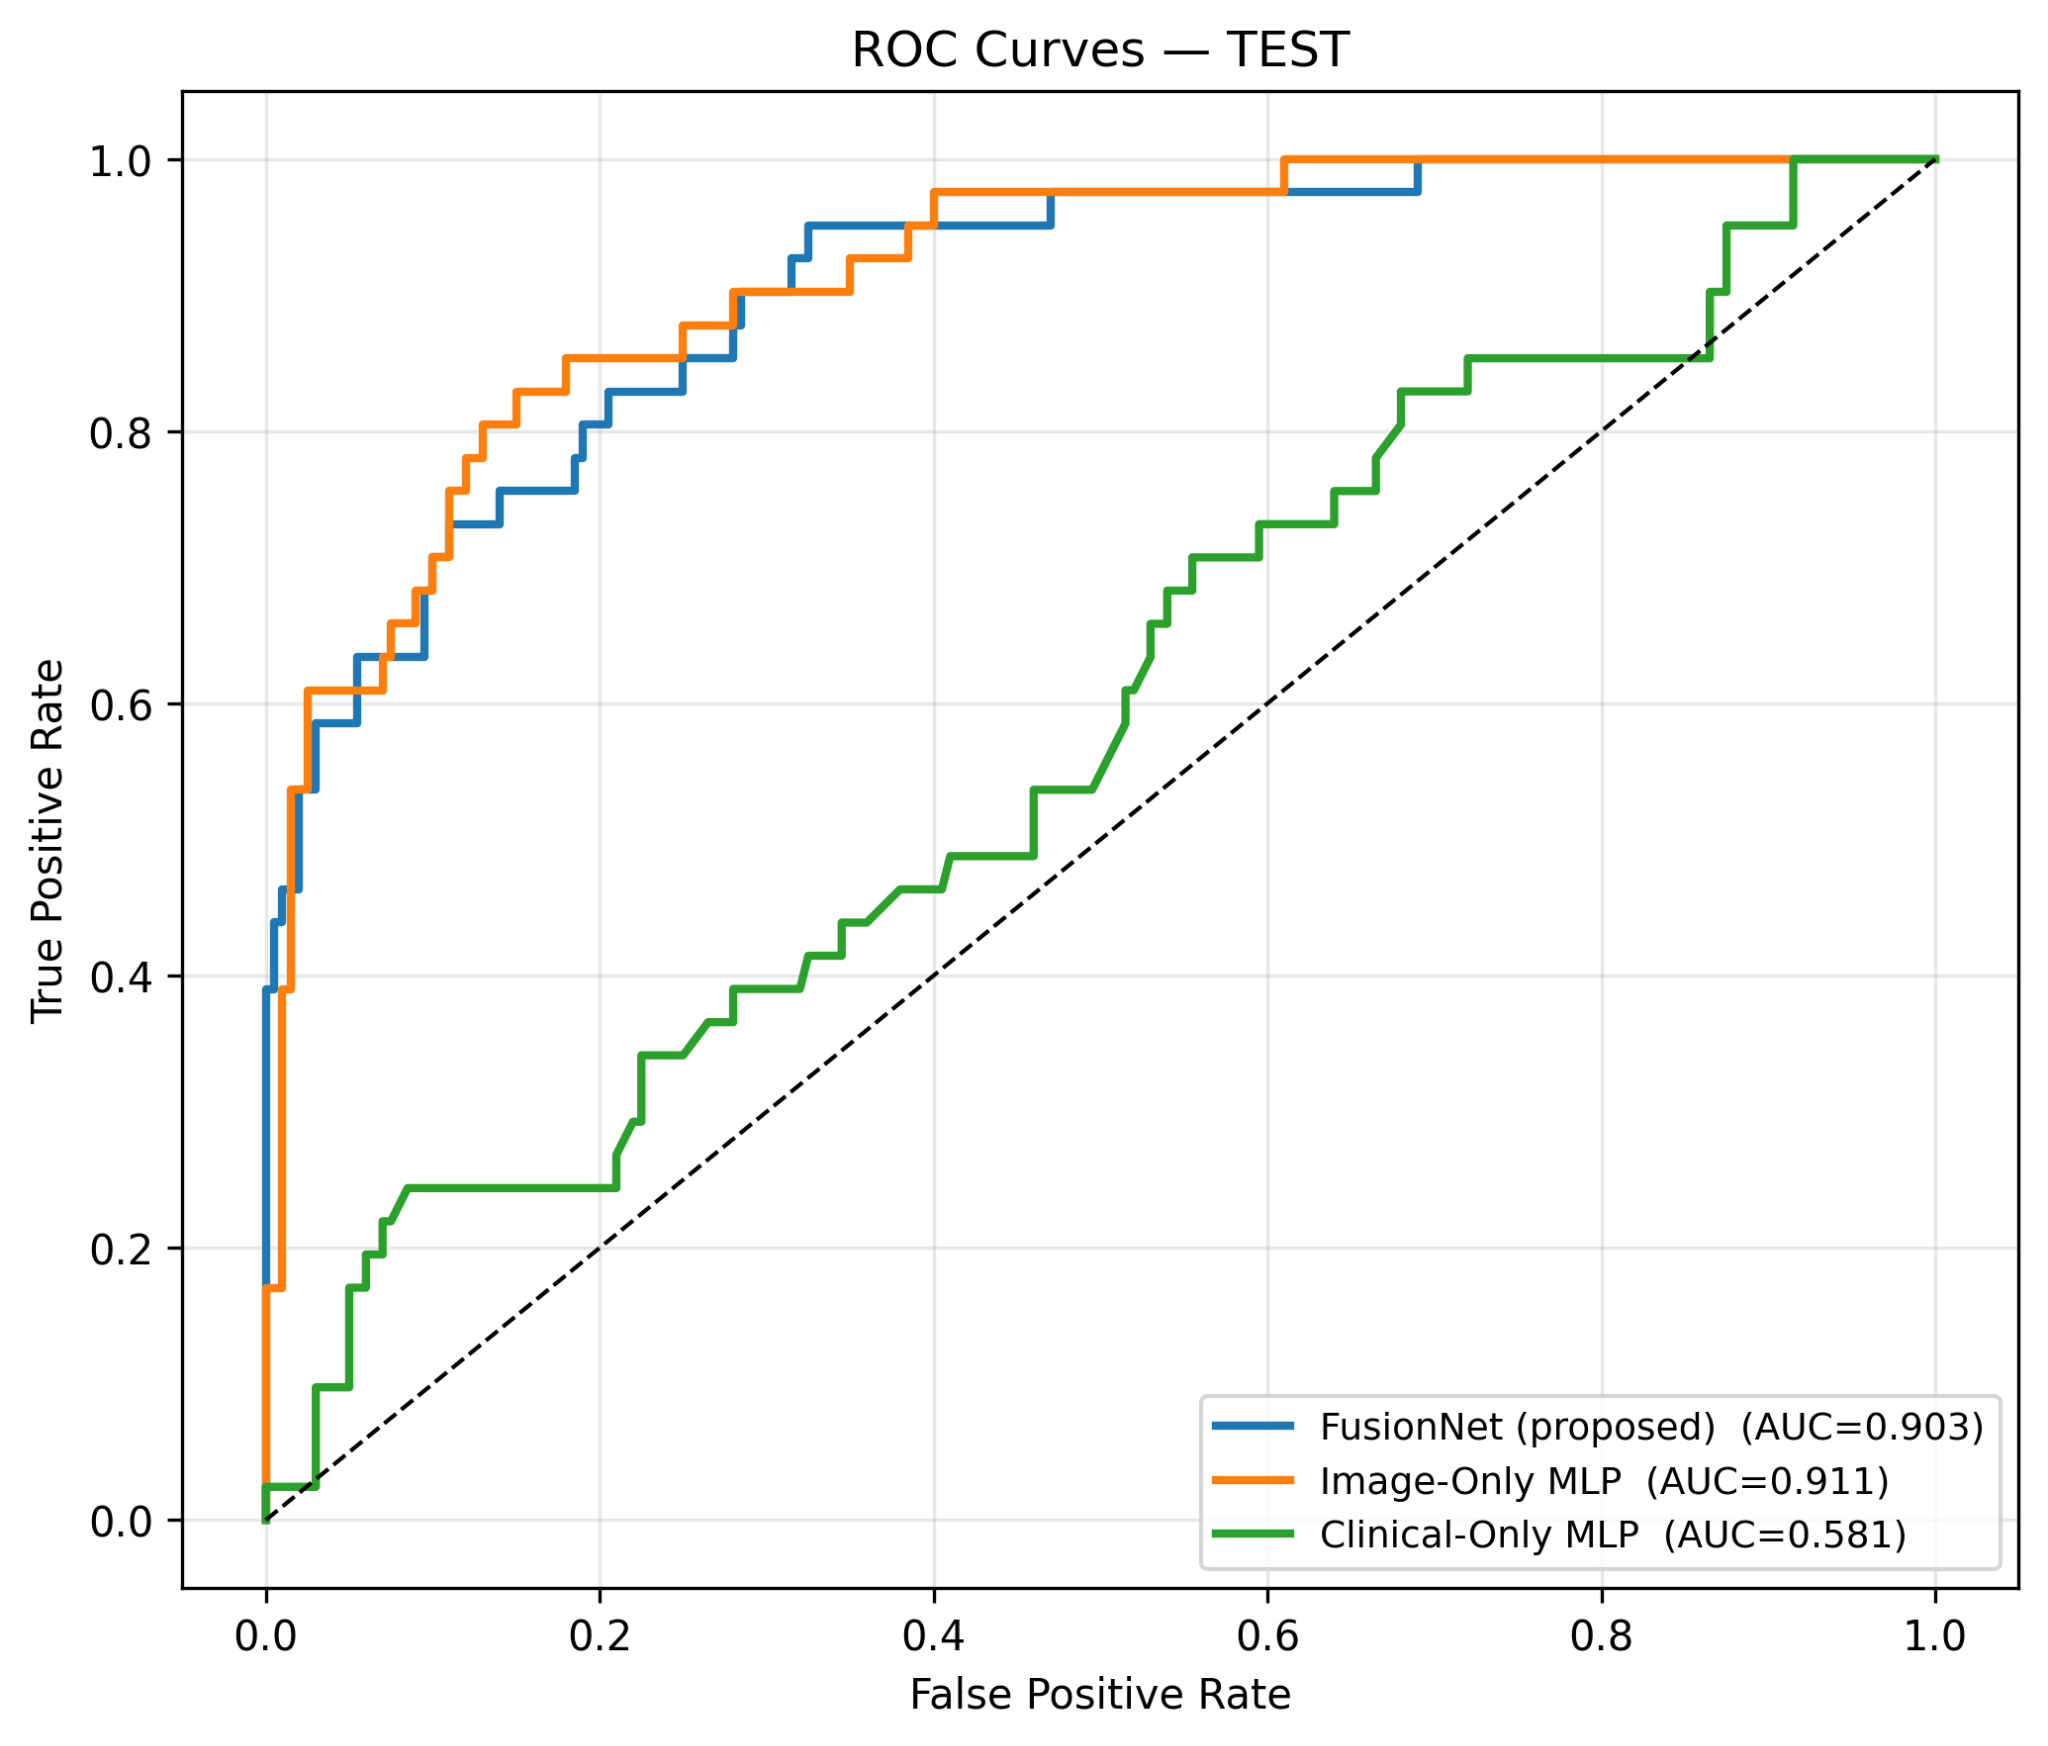 ROC Curves — TEST
True Positive Rate
1.0
0.8
0.6
0.4
0.2
0.0
0.0 0.2 0.4 0.6 0.8 1.0
False Positive Rate
FusionNet (proposed) (AUC=0.903)
Image-Only MLP (AUC=0.911)
Clinical-Only MLP (AUC=0.581)